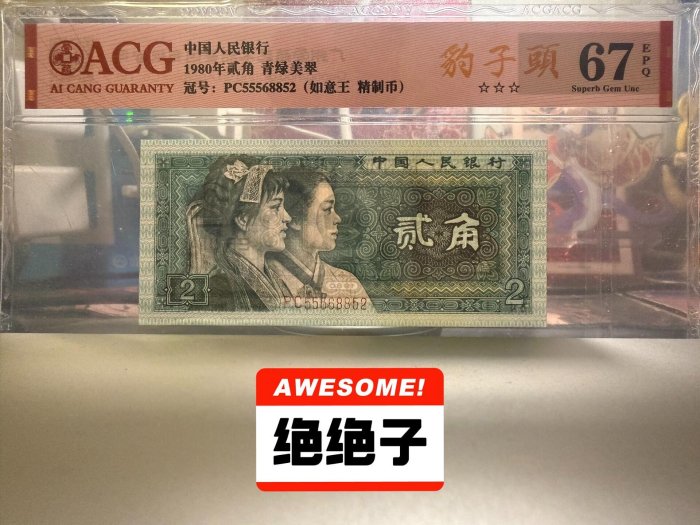 ACG
AI CANG GUARANTY
中国人民银行
1980年贰角 青绿美翠
冠号：PC55568852（如意王 精制币）
豹子頭
☆☆☆
67
EPQ
Superb Gem Unc
中国人民银行
贰角
2
PC55568852
2
AWESOME!
绝绝子